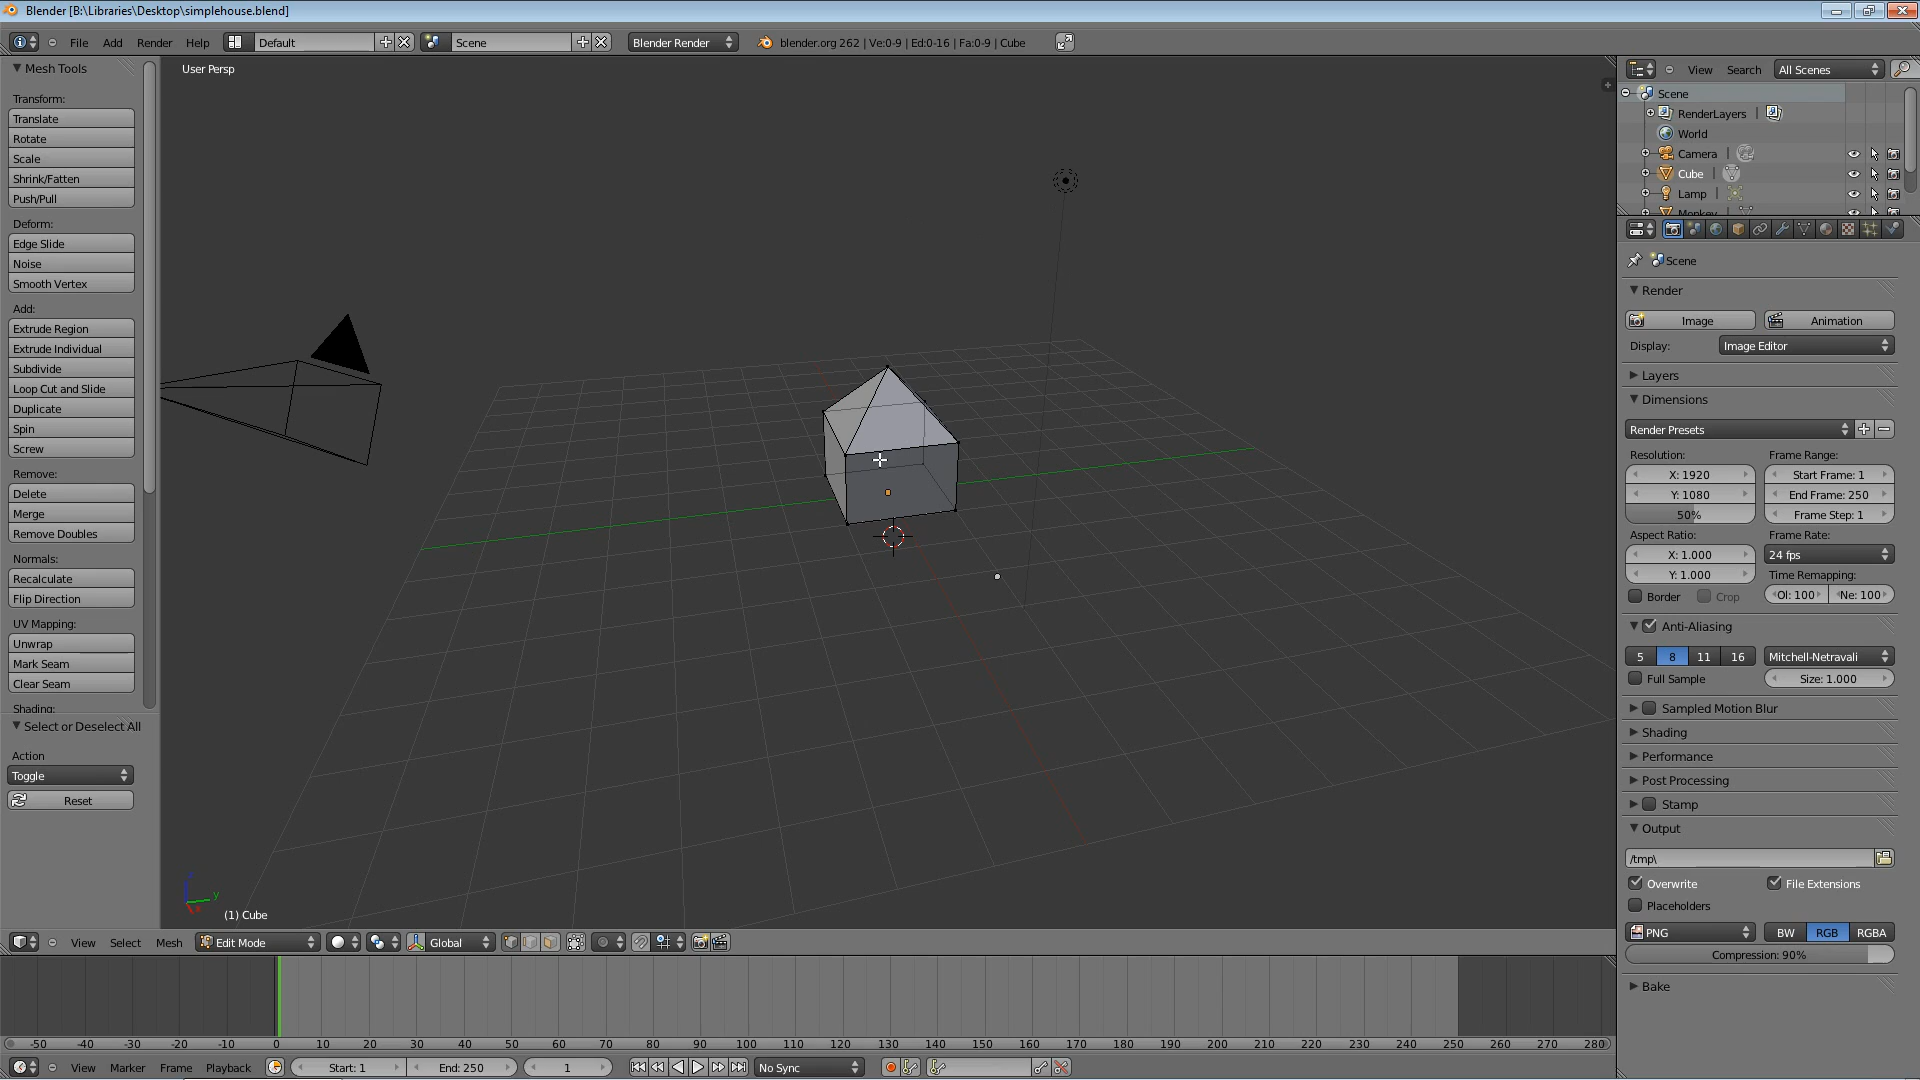 Blender [B:\Libraries\Desktop\simplehouse.blend]
File Add Render Help Default Scene Blender Render blender.org 262 | Ve:0-9 | Ed:0-16 | Fa:0-9 | Cube
Mesh Tools
Transform:
Translate
Rotate
Scale
Shrink/Fatten
Push/Pull
Deform:
Edge Slide
Noise
Smooth Vertex
Add:
Extrude Region
Extrude Individual
Subdivide
Loop Cut and Slide
Duplicate
Spin
Screw
Remove:
Delete
Merge
Remove Doubles
Normals:
Recalculate
Flip Direction
UV Mapping:
Unwrap
Mark Seam
Clear Seam
Shading:
Select or Deselect All
Action
Toggle
Reset
User Persp
y
(1) Cube
View Select Mesh Edit Mode Global
-50 -40 -30 -20 -10 0 10 20 30 40 50 60 70 80 90 100 110 120 130 140 150 160 170 180 190 200 210 220 230 240 250 260 270 280
View Marker Frame Playback Start: 1 End: 250 1 No Sync
View Search All Scenes
Scene
RenderLayers |
World
Camera |
Cube |
Lamp |
Monkey |
Scene
Render
Image Animation
Display: Image Editor
Layers
Dimensions
Render Presets
Resolution: Frame Range:
X: 1920 Start Frame: 1
Y: 1080 End Frame: 250
50% Frame Step: 1
Aspect Ratio: Frame Rate:
X: 1.000 24 fps
Y: 1.000 Time Remapping:
Border Crop Ol: 100 Ne: 100
Anti-Aliasing
5 8 11 16 Mitchell-Netravali
Full Sample Size: 1.000
Sampled Motion Blur
Shading
Performance
Post Processing
Stamp
Output
/tmp\
Overwrite File Extensions
Placeholders
PNG BW RGB RGBA
Compression: 90%
Bake